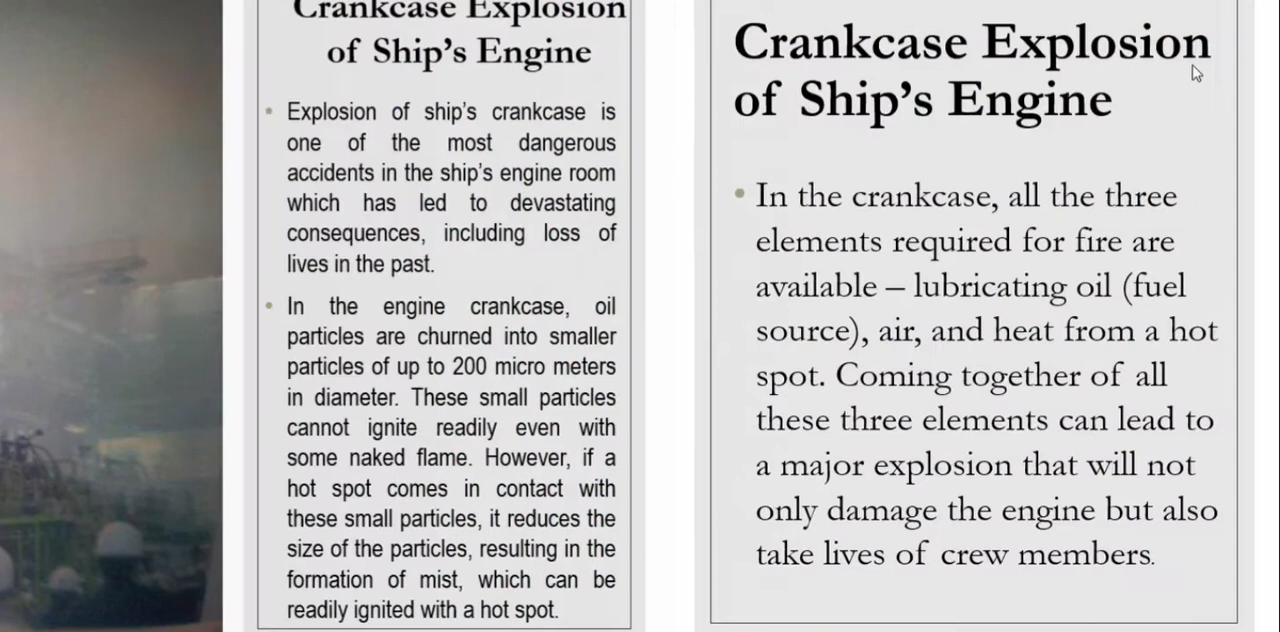 Crankcase Explosion
of Ship's Engine
• Explosion of ship's crankcase is
one of the most dangerous
accidents in the ship's engine room
which has led to devastating
consequences, including loss of
lives in the past.
• In the engine crankcase, oil
particles are churned into smaller
particles of up to 200 micro meters
in diameter. These small particles
cannot ignite readily even with
some naked flame. However, if a
hot spot comes in contact with
these small particles, it reduces the
size of the particles, resulting in the
formation of mist, which can be
readily ignited with a hot spot.
Crankcase Explosion
of Ship's Engine
• In the crankcase, all the three
elements required for fire are
available – lubricating oil (fuel
source), air, and heat from a hot
spot. Coming together of all
these three elements can lead to
a major explosion that will not
only damage the engine but also
take lives of crew members.